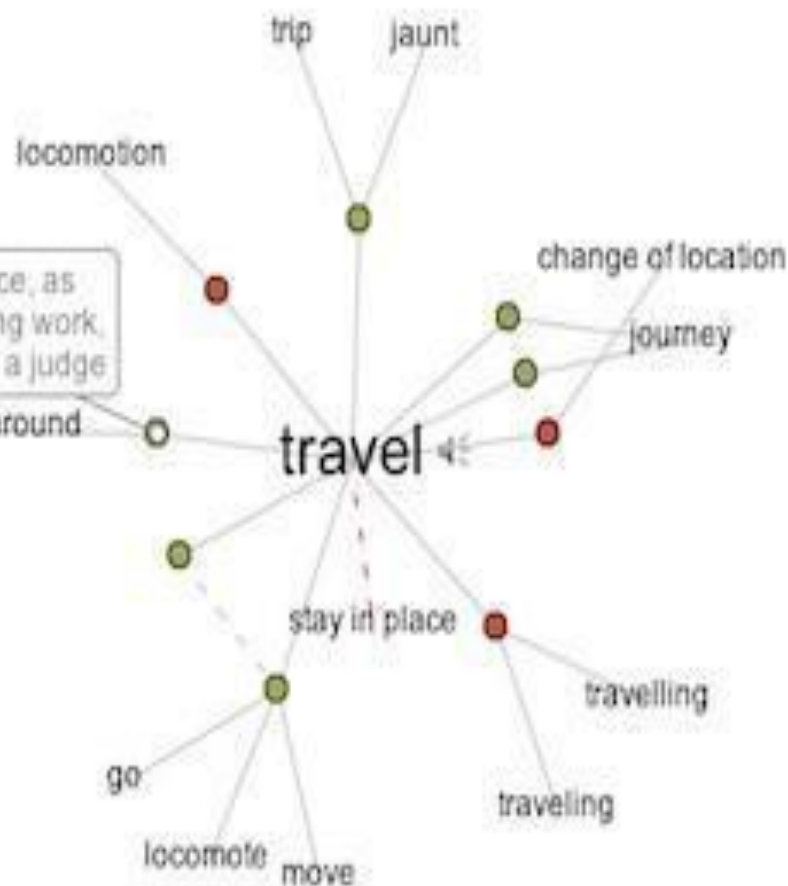 trip
jaunt
locomotion
change of location
ce, as
ng work,
a judge
journey
around
travel
stay in place
travelling
go
traveling
locomote
move